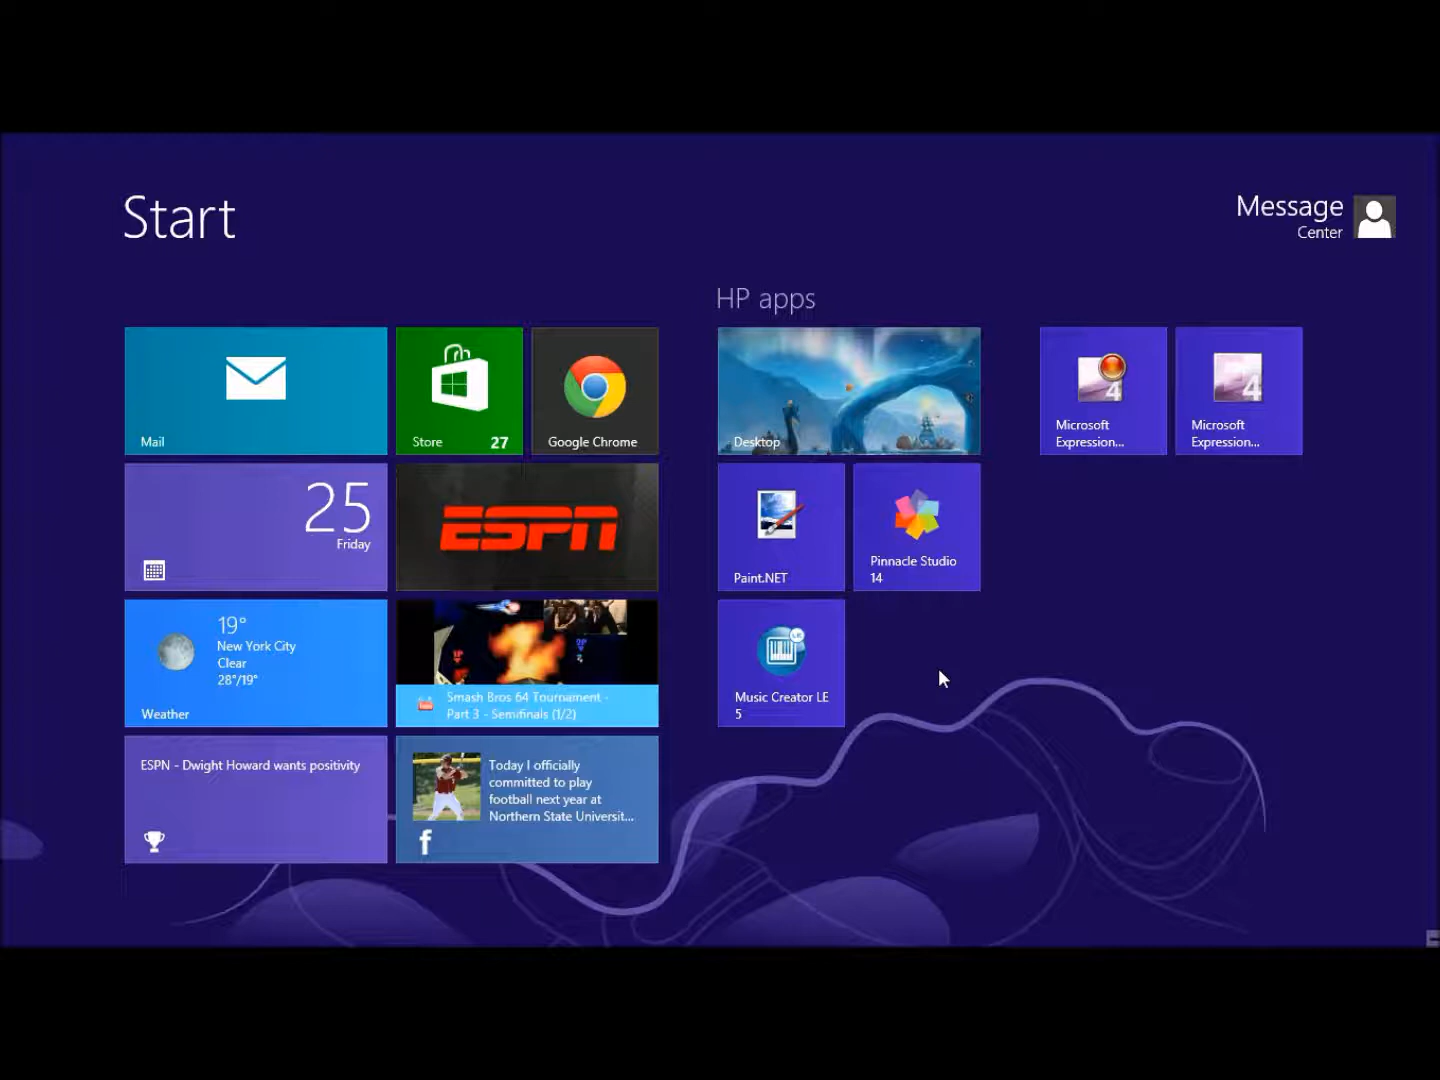 Start
Message
Center
HP apps
Mail
Store 27
Google Chrome
Desktop
Microsoft
Expression...
Microsoft
Expression...
25
Friday
ESPN
Paint.NET
Pinnacle Studio
14
19°
New York City
Clear
28°/19°
Weather
Smash Bros 64 Tournament -
Part 3 - Semifinals (1/2)
Music Creator LE
5
ESPN - Dwight Howard wants positivity
Today I officially
committed to play
football next year at
Northern State Universit...